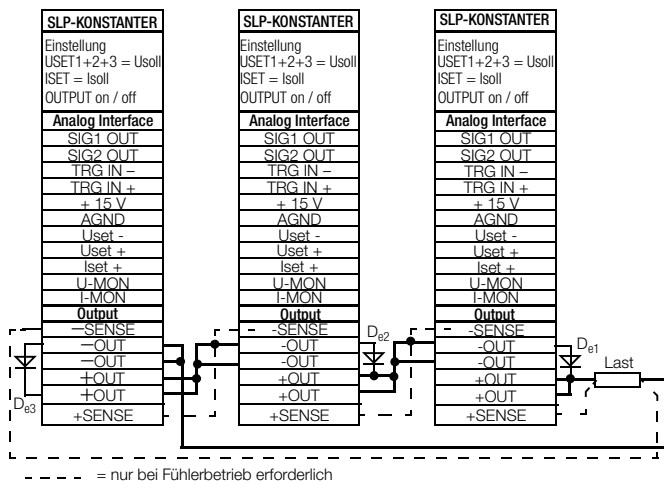 SLP-KONSTANTER
Einstellung
USET1+2+3 = Usoll
ISET = Isoll
OUTPUT on / off
Analog Interface
SIG1 OUT
SIG2 OUT
TRG IN –
TRG IN +
+ 15 V
AGND
Uset -
Uset +
Iset +
U-MON
I-MON
Output
–SENSE
–OUT
–OUT
+OUT
+OUT
+SENSE
De3
SLP-KONSTANTER
Einstellung
USET1+2+3 = Usoll
ISET = Isoll
OUTPUT on / off
Analog Interface
SIG1 OUT
SIG2 OUT
TRG IN –
TRG IN +
+ 15 V
AGND
Uset -
Uset +
Iset +
U-MON
I-MON
Output
-SENSE
-OUT
-OUT
+OUT
+OUT
+SENSE
De2
SLP-KONSTANTER
Einstellung
USET1+2+3 = Usoll
ISET = Isoll
OUTPUT on / off
Analog Interface
SIG1 OUT
SIG2 OUT
TRG IN –
TRG IN +
+ 15 V
AGND
Uset -
Uset +
Iset +
U-MON
I-MON
Output
-SENSE
-OUT
-OUT
+OUT
+OUT
+SENSE
De1
Last
= nur bei Fühlerbetrieb erforderlich